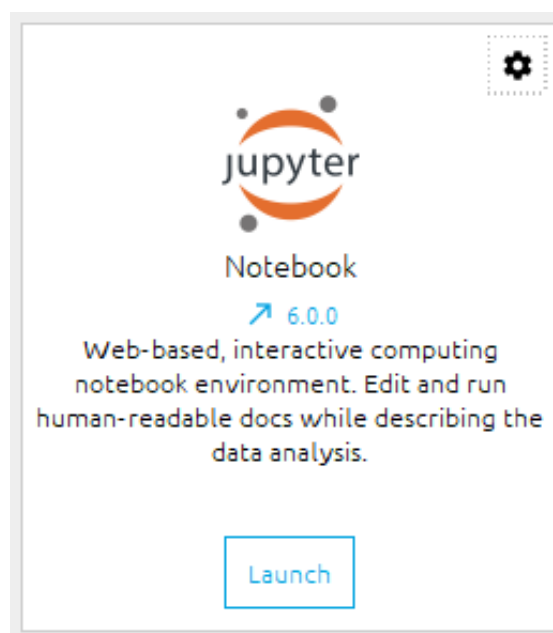 jupyter
Notebook
6.0.0
Web-based, interactive computing
notebook environment. Edit and run
human-readable docs while describing the
data analysis.
Launch